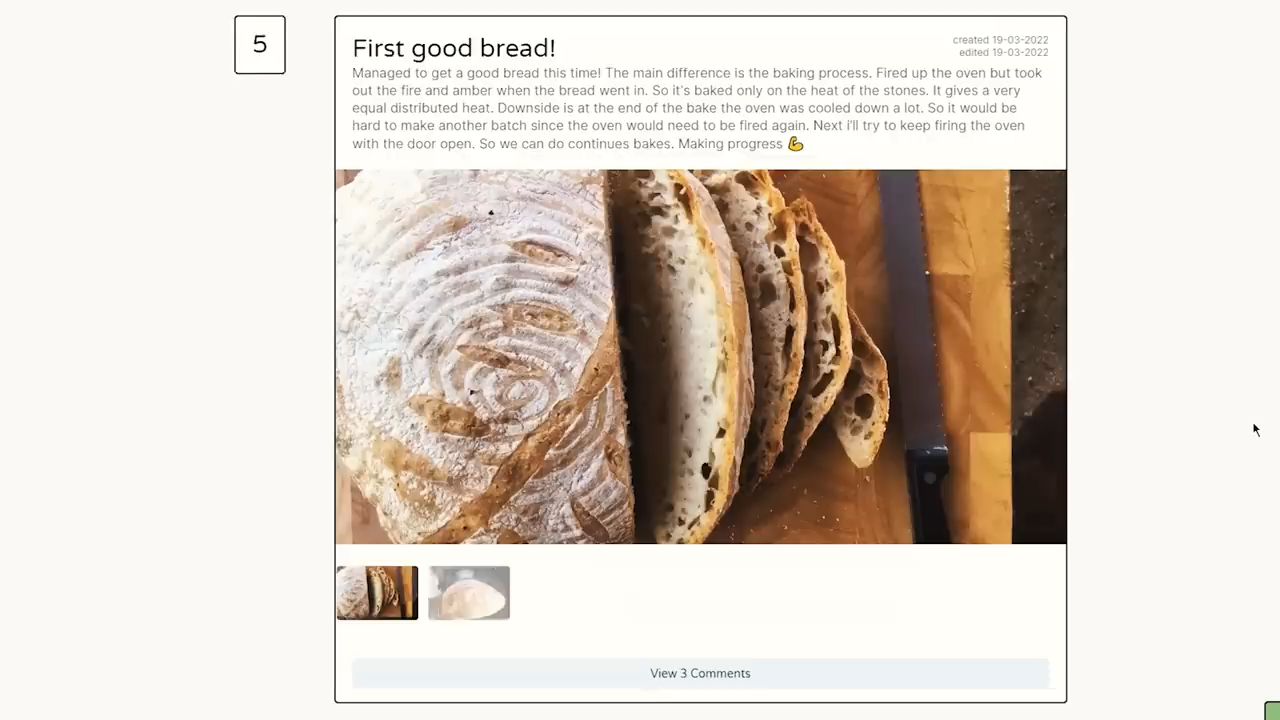 5
First good bread!
created 19-03-2022
edited 19-03-2022
Managed to get a good bread this time! The main difference is the baking process. Fired up the oven but took
out the fire and amber when the bread went in. So it's baked only on the heat of the stones. It gives a very
equal distributed heat. Downside is at the end of the bake the oven was cooled down a lot. So it would be
hard to make another batch since the oven would need to be fired again. Next i'll try to keep firing the oven
with the door open. So we can do continues bakes. Making progress 💪
View 3 Comments